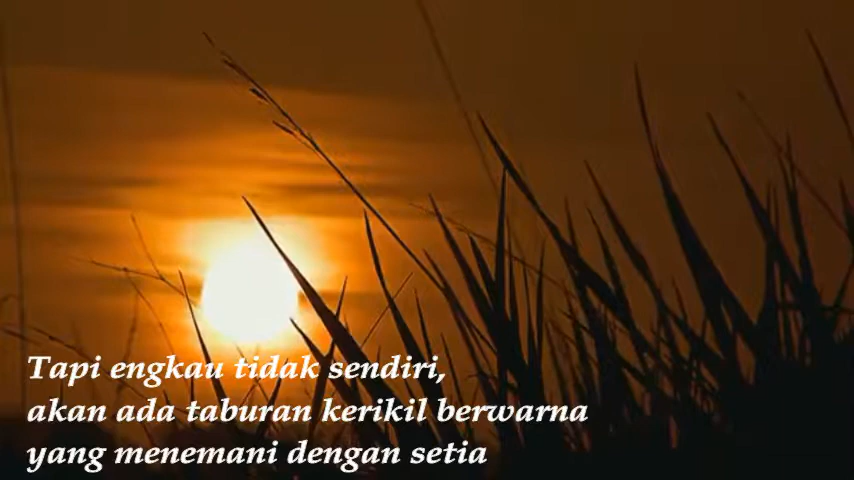 Tapi engkau tidak sendiri,
akan ada taburan kerikil berwarna
yang menemani dengan setia